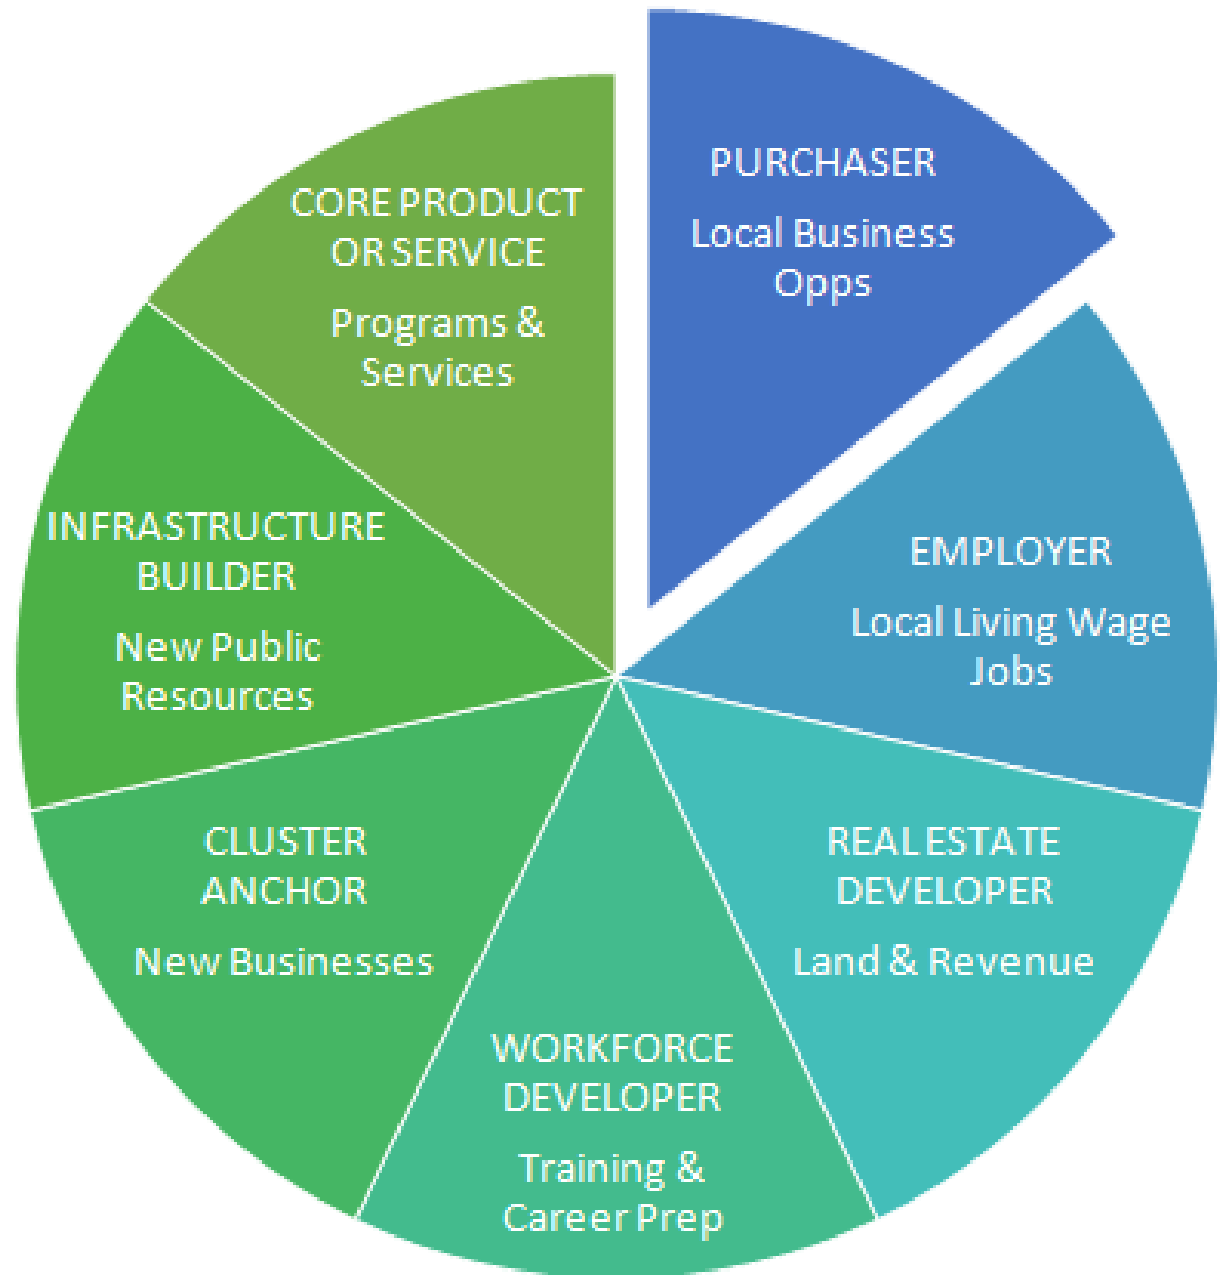 PURCHASER
Local Business
Opps
EMPLOYER
Local Living Wage
Jobs
REAL ESTATE
DEVELOPER
Land & Revenue
WORKFORCE
DEVELOPER
Training &
Career Prep
CLUSTER
ANCHOR
New Businesses
INFRASTRUCTURE
BUILDER
New Public
Resources
CORE PRODUCT
OR SERVICE
Programs &
Services